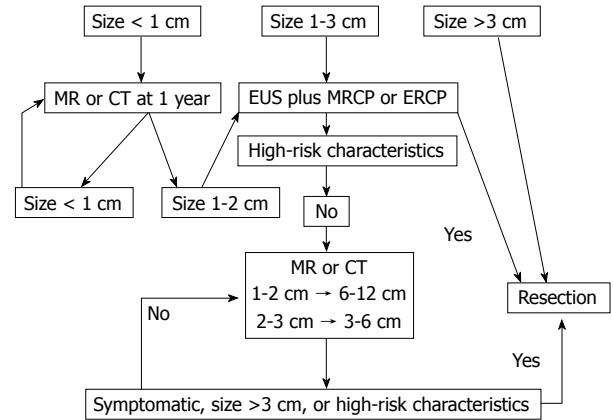 Size < 1 cm
Size 1-3 cm
Size >3 cm
MR or CT at 1 year
EUS plus MRCP or ERCP
High-risk characteristics
Size < 1 cm
Size 1-2 cm
No
Yes
MR or CT
1-2 cm → 6-12 cm
2-3 cm → 3-6 cm
Resection
No
Yes
Symptomatic, size >3 cm, or high-risk characteristics